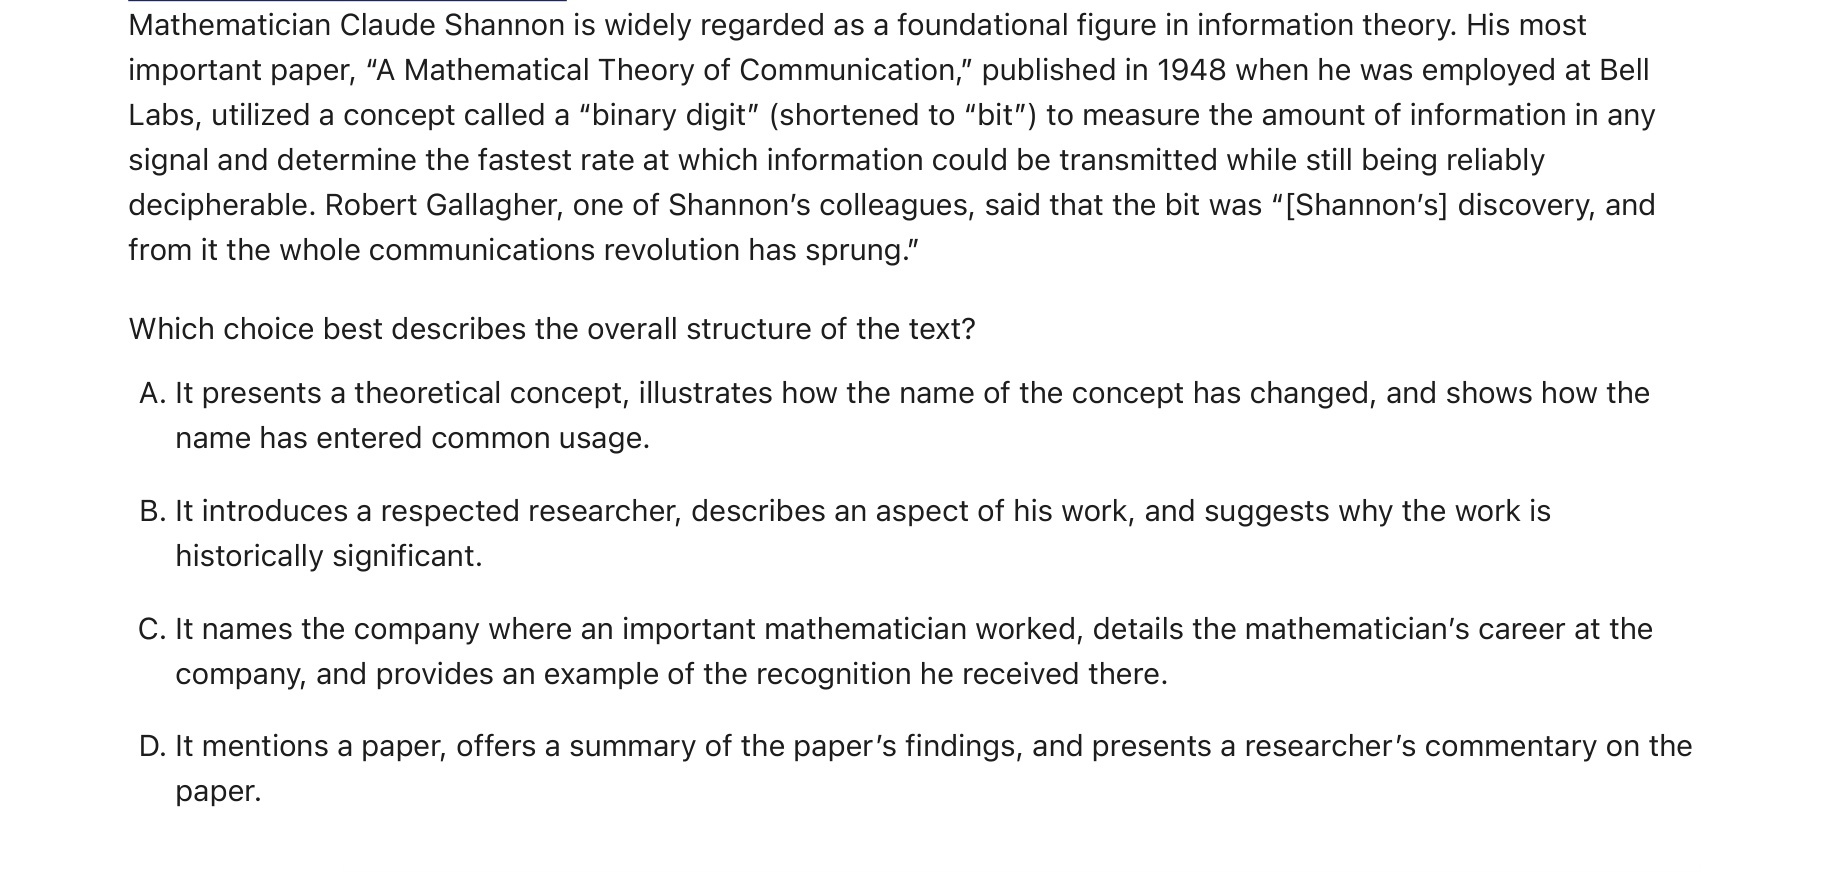 Mathematician Claude Shannon is widely regarded as a foundational figure in information theory. His most
important paper, “A Mathematical Theory of Communication,” published in 1948 when he was employed at Bell
Labs, utilized a concept called a “binary digit” (shortened to “bit”) to measure the amount of information in any
signal and determine the fastest rate at which information could be transmitted while still being reliably
decipherable. Robert Gallagher, one of Shannon’s colleagues, said that the bit was “[Shannon’s] discovery, and
from it the whole communications revolution has sprung.”
Which choice best describes the overall structure of the text?
A. It presents a theoretical concept, illustrates how the name of the concept has changed, and shows how the
name has entered common usage.
B. It introduces a respected researcher, describes an aspect of his work, and suggests why the work is
historically significant.
C. It names the company where an important mathematician worked, details the mathematician’s career at the
company, and provides an example of the recognition he received there.
D. It mentions a paper, offers a summary of the paper’s findings, and presents a researcher’s commentary on the
paper.